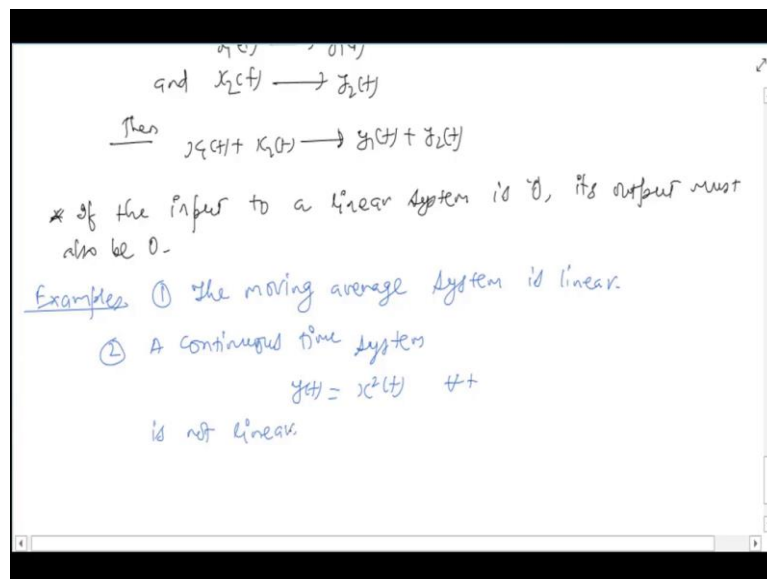 and x₂(t) → y₂(t)
Then x₁(t) + x₂(t) → y₁(t) + y₂(t)
* If the input to a linear system is 0, its output must
also be 0.
Examples ① The moving average system is linear.
② A continuous time system
y(t) = x²(t) ∀t
is not linear.